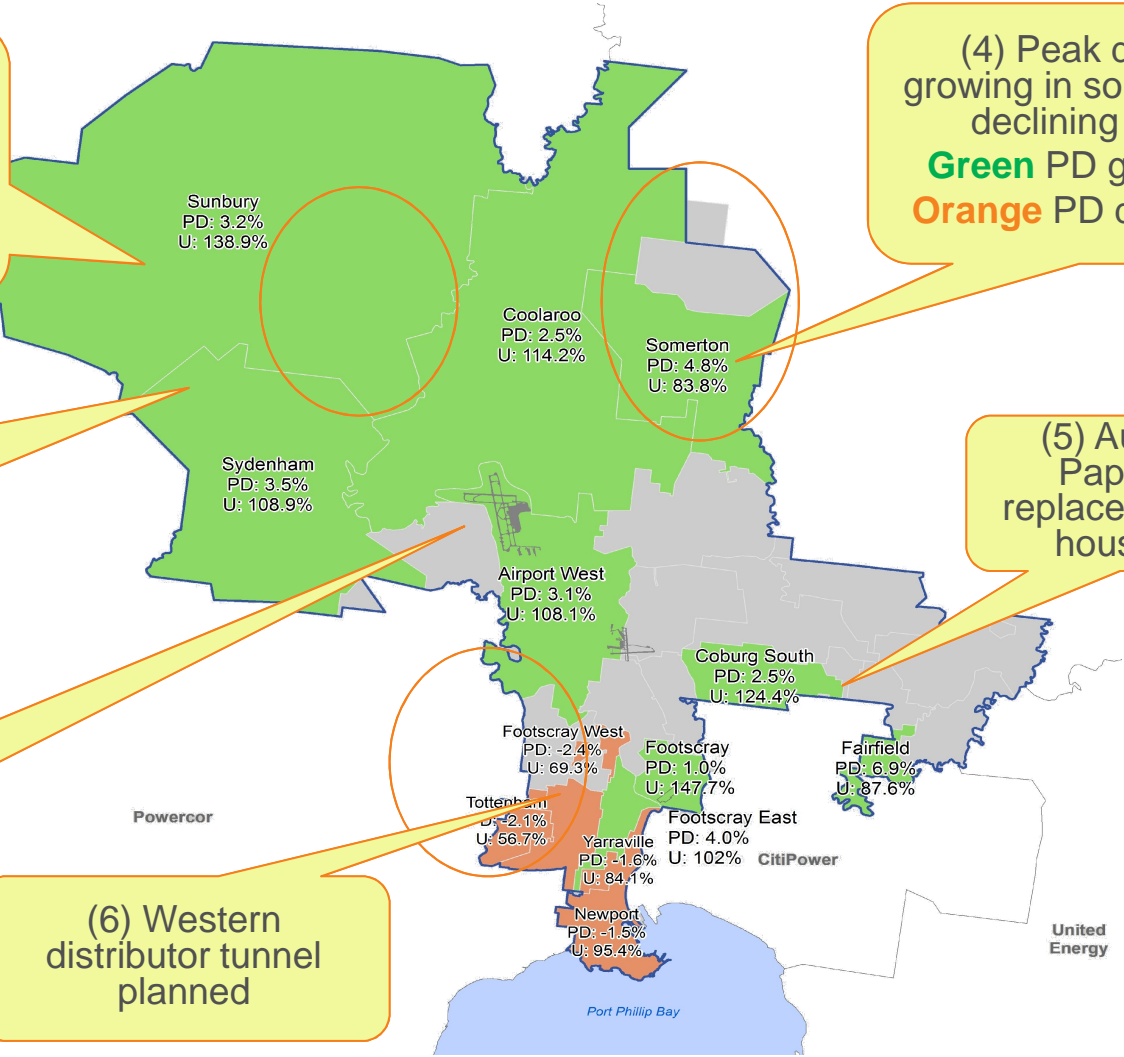 (4) Peak
growing in
declining
Green PD
Orange PD
Sunbury
PD: 3.2%
U: 138.9%
Coolaroo
PD: 2.5%
U: 114.2%
Somerton
PD: 4.8%
U: 83.8%
(5)
replace
Sydenham
PD: 3.5%
U: 108.9%
Airport West
PD: 3.1%
U: 108.1%
Coburg South
PD: 2.5%
U: 124.4%
Footscray West
PD: -2.4%
U: 69.3%
Footscray
PD: 1.0%
U: 147.7%
Fairfield
PD: 6.9%
U: 87.6%
Tottenham
PD: -2.1%
U: 56.7%
Footscray East
PD: 4.0%
U: 102%
Yarraville
PD: -1.6%
U: 84.1%
Newport
PD: -1.5%
U: 95.4%
Powercor
CitiPower
United
Energy
Port Phillip Bay
(6) Western
distributor tunnel
planned